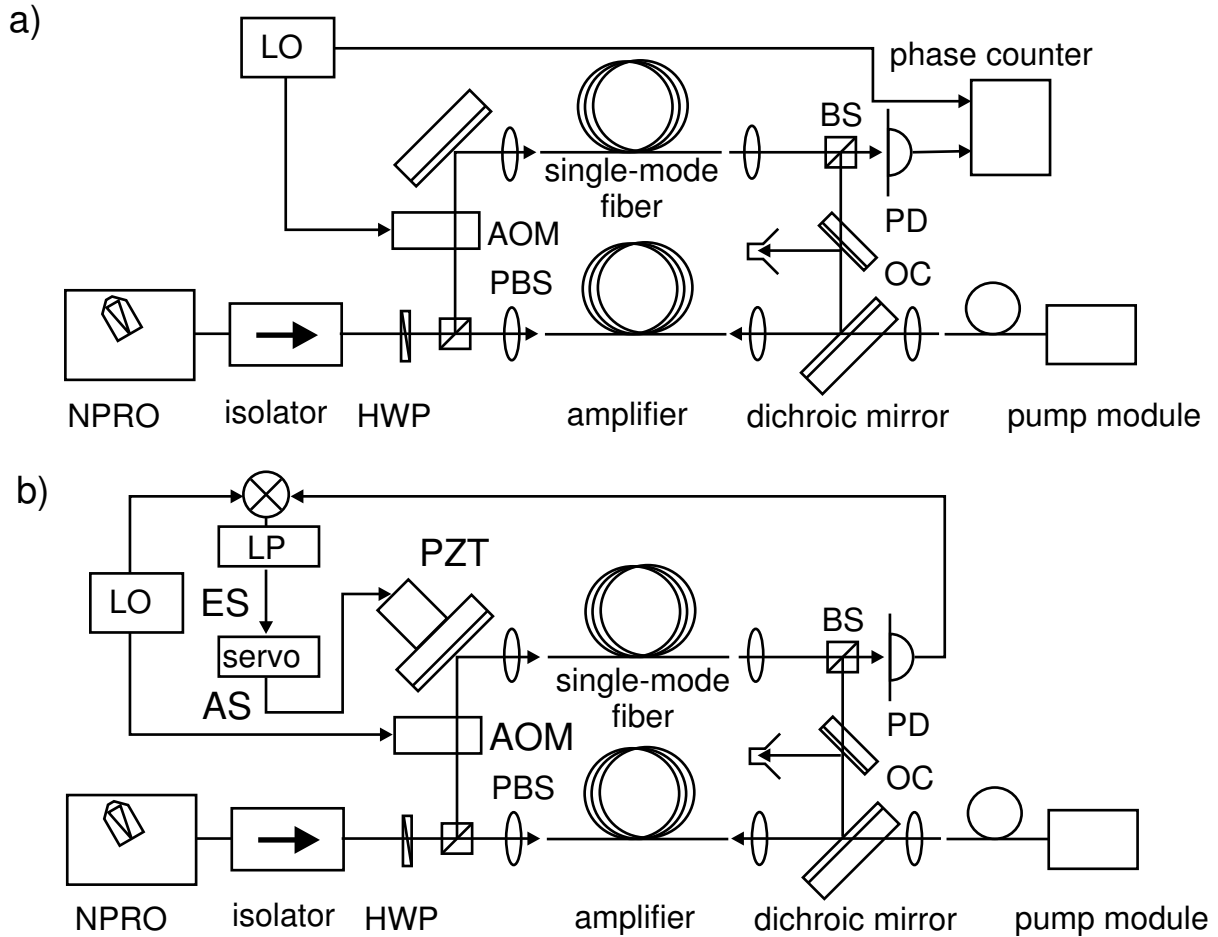 a)
LO
phase counter
BS
single-mode
fiber
PD
AOM
PBS
OC
NPRO
isolator
HWP
amplifier
dichroic mirror
pump module
b)
LP
PZT
LO
ES
BS
servo
single-mode
fiber
AS
PD
AOM
PBS
OC
NPRO
isolator
HWP
amplifier
dichroic mirror
pump module